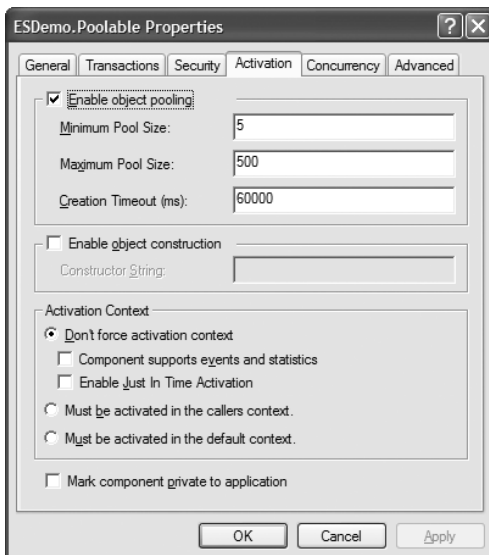 ESDemo.Poolable Properties
General Transactions Security Activation Concurrency Advanced
Enable object pooling
Minimum Pool Size: 5
Maximum Pool Size: 500
Creation Timeout (ms): 60000
Enable object construction
Constructor String:
Activation Context
Don't force activation context
Component supports events and statistics
Enable Just In Time Activation
Must be activated in the callers context.
Must be activated in the default context.
Mark component private to application
OK Cancel Apply